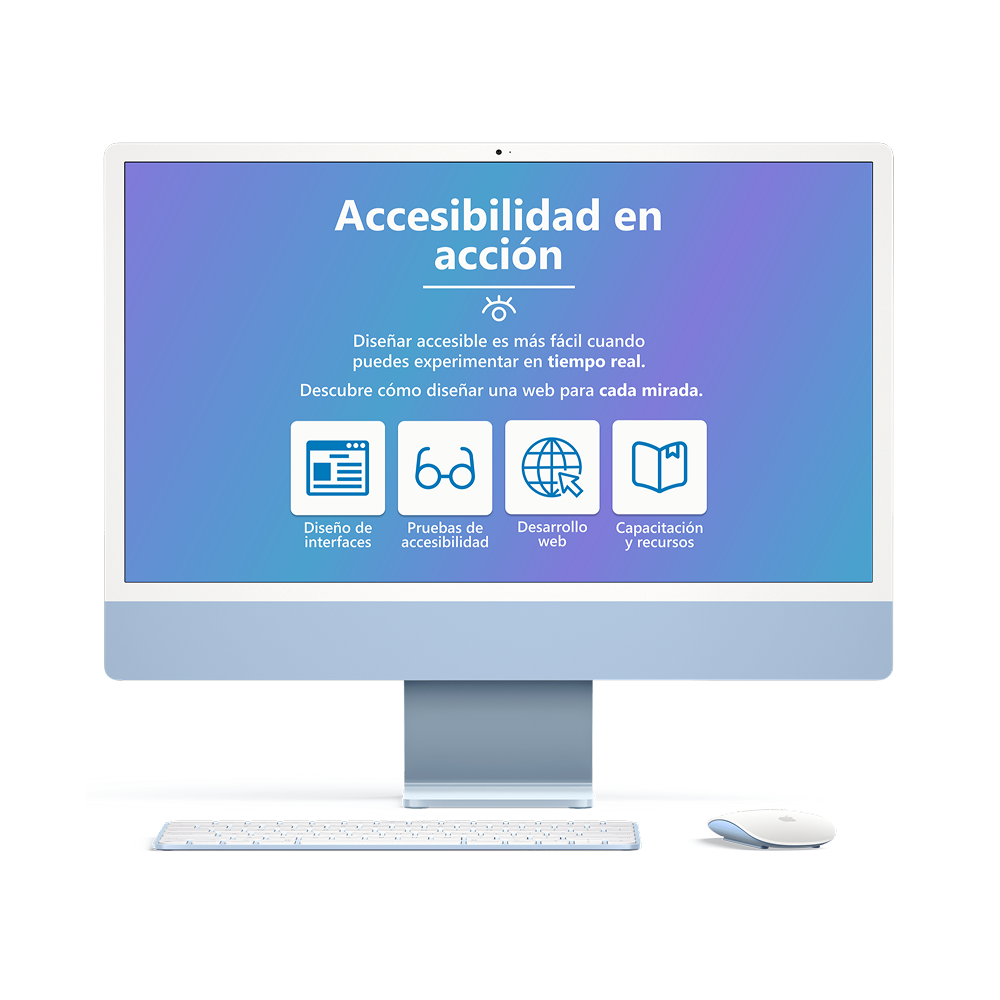 Accesibilidad en
acción
Diseñar accesible es más fácil cuando
puedes experimentar en tiempo real.
Descubre cómo diseñar una web para cada mirada.
Diseño de
interfaces
Pruebas de
accesibilidad
Desarrollo
web
Capacitación
y recursos